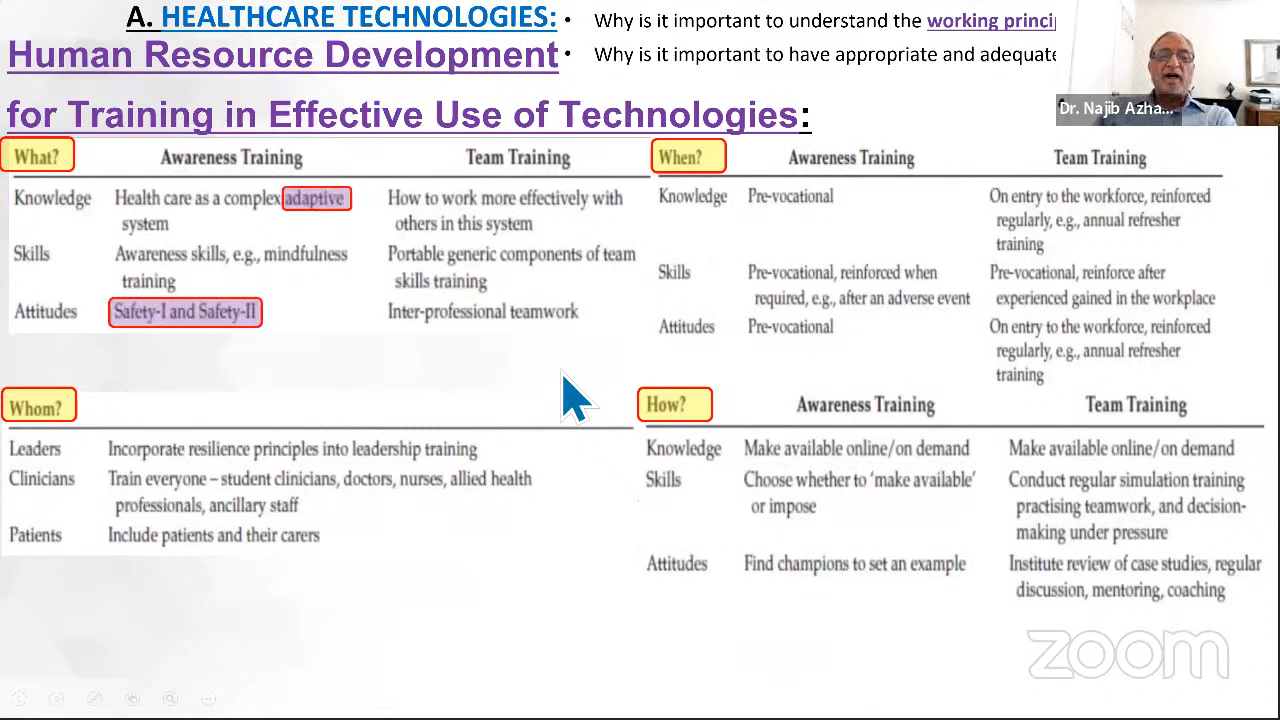 A. HEALTHCARE TECHNOLOGIES:
Human Resource Development
for Training in Effective Use of Technologies:
• Why is it important to understand the working princi
• Why is it important to have appropriate and adequate
Dr. Najib Azha...
What? Awareness Training Team Training
Knowledge Health care as a complex adaptive How to work more effectively with
system others in this system
Skills Awareness skills, e.g., mindfulness Portable generic components of team
training skills training
Attitudes Safety-I and Safety-II Inter-professional teamwork
When? Awareness Training Team Training
Knowledge Pre-vocational On entry to the workforce, reinforced
regularly, e.g., annual refresher
training
Skills Pre-vocational, reinforced when Pre-vocational, reinforce after
required, e.g., after an adverse event experienced gained in the workplace
Attitudes Pre-vocational On entry to the workforce, reinforced
regularly, e.g., annual refresher
training
Whom?
Leaders Incorporate resilience principles into leadership training
Clinicians Train everyone – student clinicians, doctors, nurses, allied health
professionals, ancillary staff
Patients Include patients and their carers
How? Awareness Training Team Training
Knowledge Make available online/on demand Make available online/on demand
Skills Choose whether to 'make available' Conduct regular simulation training
or impose practising teamwork, and decision-
making under pressure
Attitudes Find champions to set an example Institute review of case studies, regular
discussion, mentoring, coaching
zoom